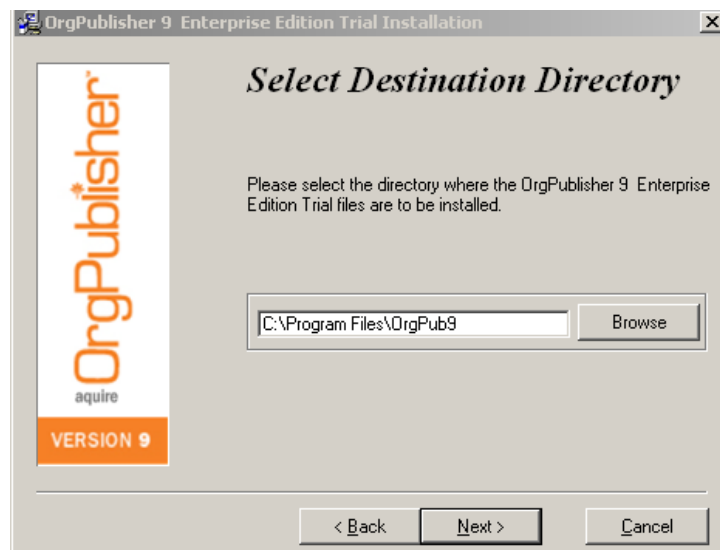 OrgPublisher 9 Enterprise Edition Trial Installation
Select Destination Directory
OrgPublisher
aquire
VERSION 9
Please select the directory where the OrgPublisher 9 Enterprise
Edition Trial files are to be installed.
C:\Program Files\OrgPub9
Browse
< Back
Next >
Cancel